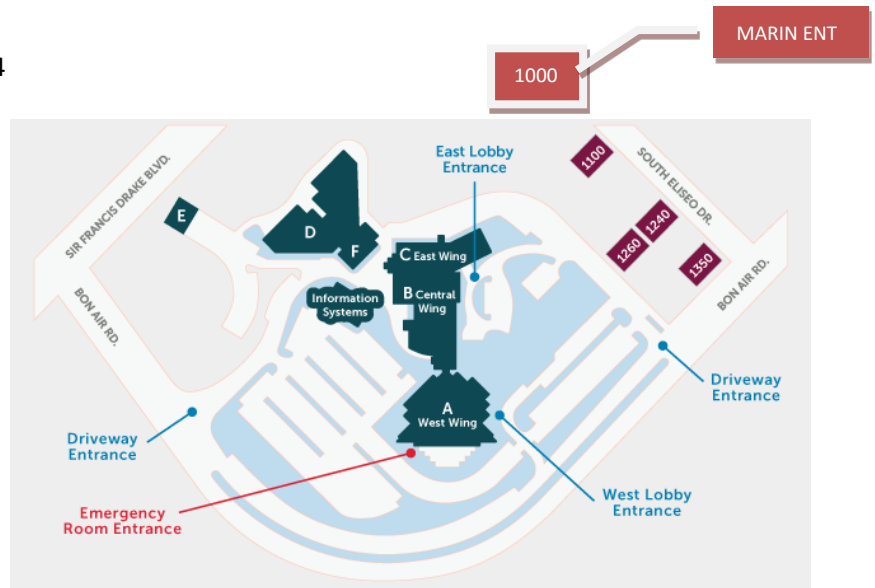 MARIN ENT
1000
4
East Lobby
Entrance
1100
SOUTH ELISEO DR.
SIR FRANCIS DRAKE BLVD.
E
D
F
1240
1260
1350
C East Wing
BON AIR RD.
Information
Systems
B Central
Wing
BON AIR RD.
Driveway
Entrance
A
West Wing
Driveway
Entrance
West Lobby
Entrance
Emergency
Room Entrance